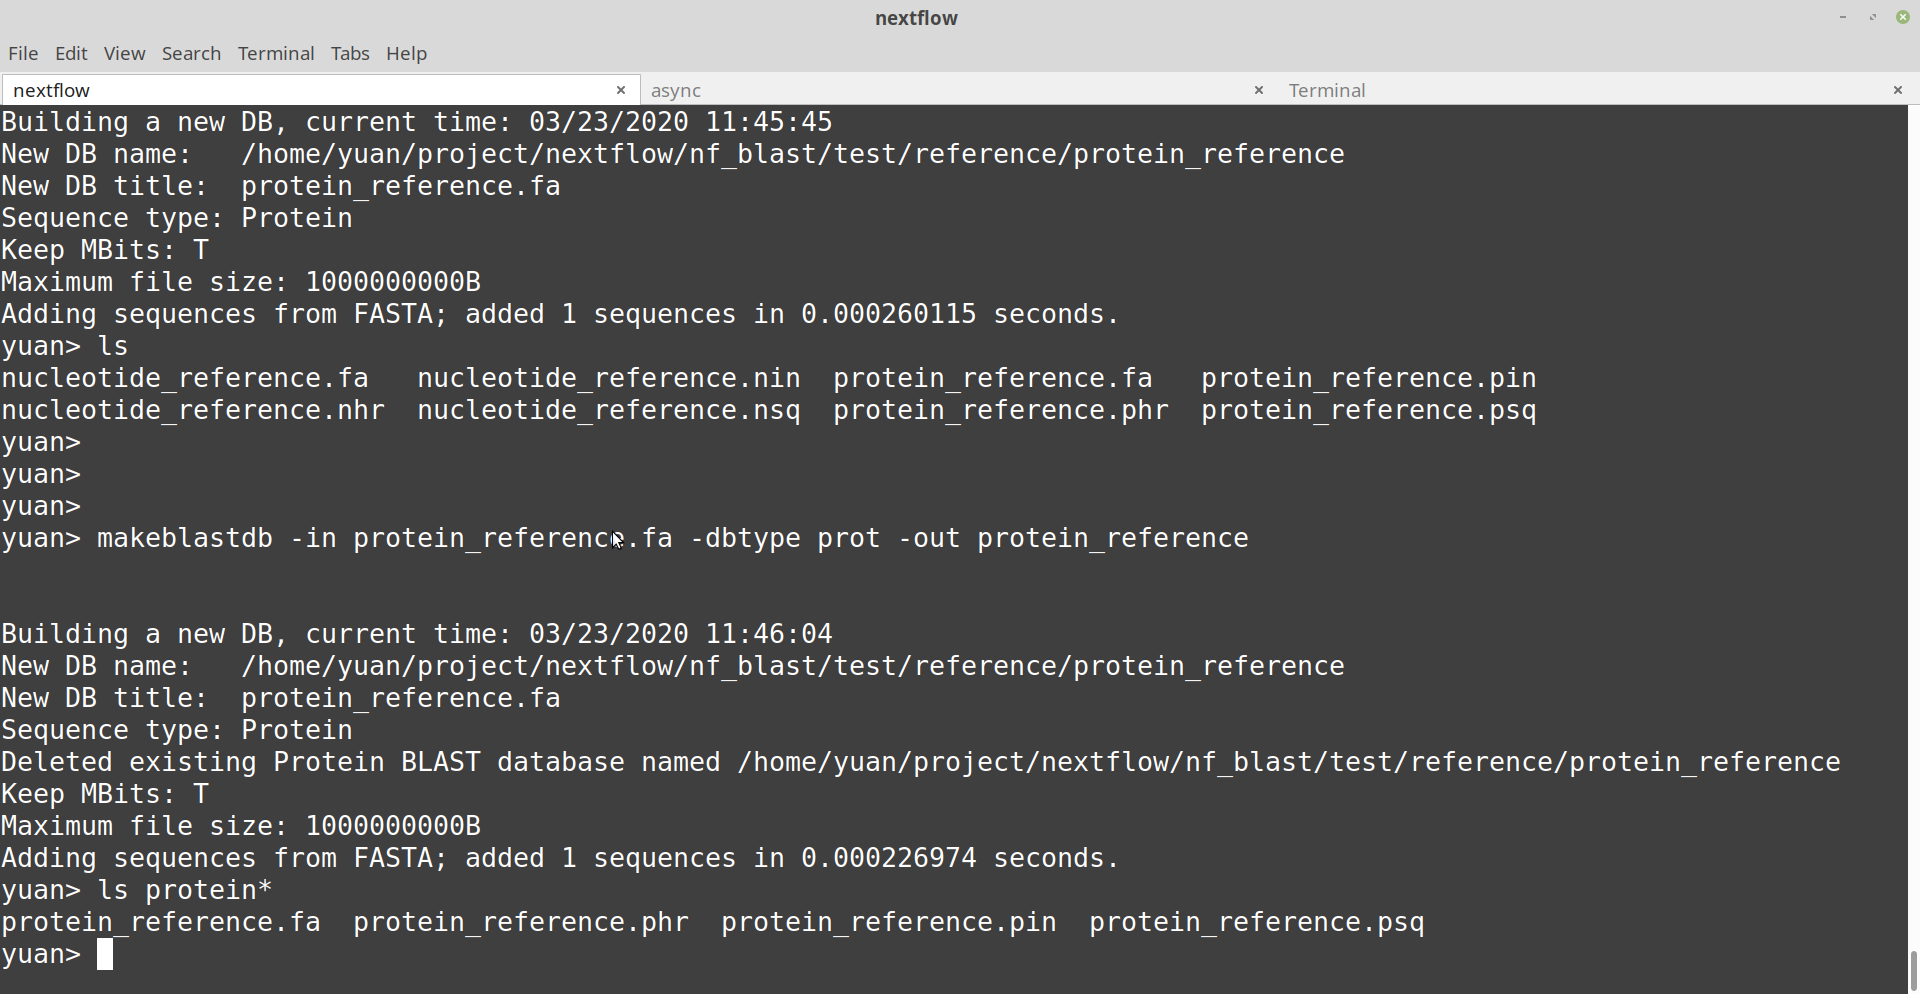 nextflow
File Edit View Search Terminal Tabs Help
nextflow async Terminal
Building a new DB, current time: 03/23/2020 11:45:45
New DB name:   /home/yuan/project/nextflow/nf_blast/test/reference/protein_reference
New DB title:  protein_reference.fa
Sequence type: Protein
Keep MBits: T
Maximum file size: 1000000000B
Adding sequences from FASTA; added 1 sequences in 0.000260115 seconds.
yuan> ls
nucleotide_reference.fa   nucleotide_reference.nin  protein_reference.fa   protein_reference.pin
nucleotide_reference.nhr  nucleotide_reference.nsq  protein_reference.phr  protein_reference.psq
yuan>
yuan>
yuan>
yuan> makeblastdb -in protein_reference.fa -dbtype prot -out protein_reference
Building a new DB, current time: 03/23/2020 11:46:04
New DB name:   /home/yuan/project/nextflow/nf_blast/test/reference/protein_reference
New DB title:  protein_reference.fa
Sequence type: Protein
Deleted existing Protein BLAST database named /home/yuan/project/nextflow/nf_blast/test/reference/protein_reference
Keep MBits: T
Maximum file size: 1000000000B
Adding sequences from FASTA; added 1 sequences in 0.000226974 seconds.
yuan> ls protein*
protein_reference.fa  protein_reference.phr  protein_reference.pin  protein_reference.psq
yuan>